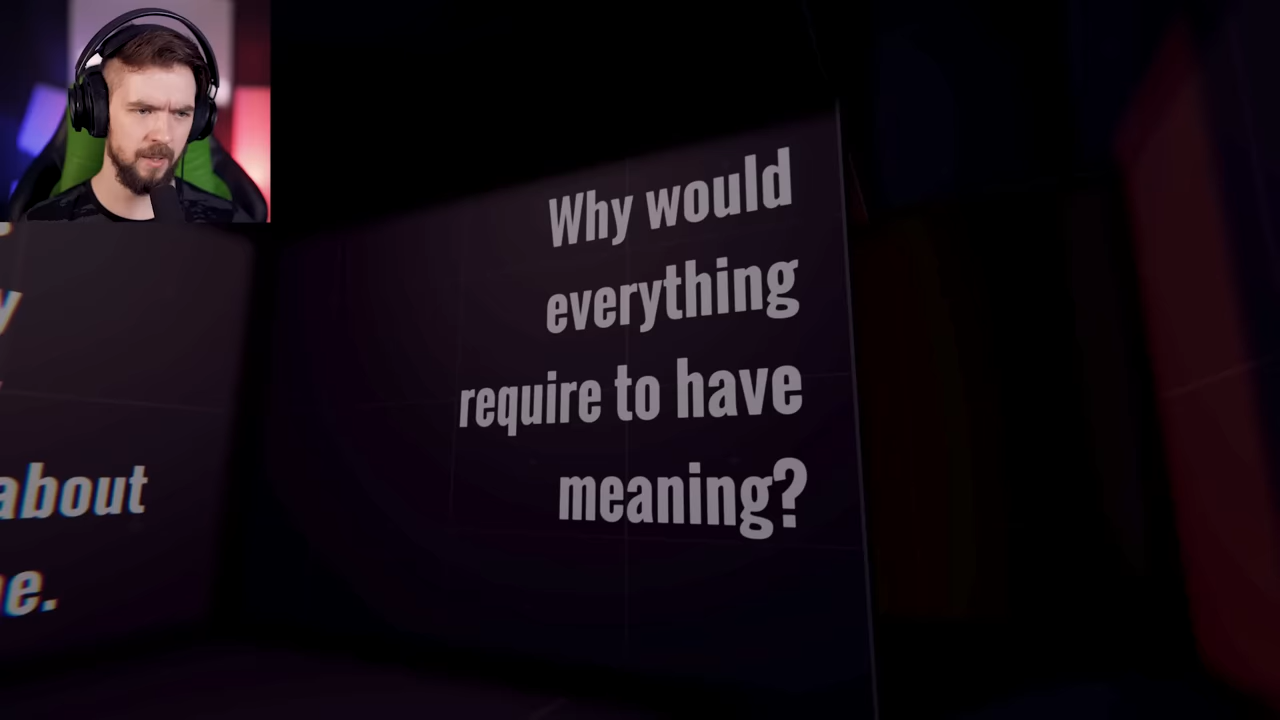 y
about
e.
Why would
everything
require to have
meaning?